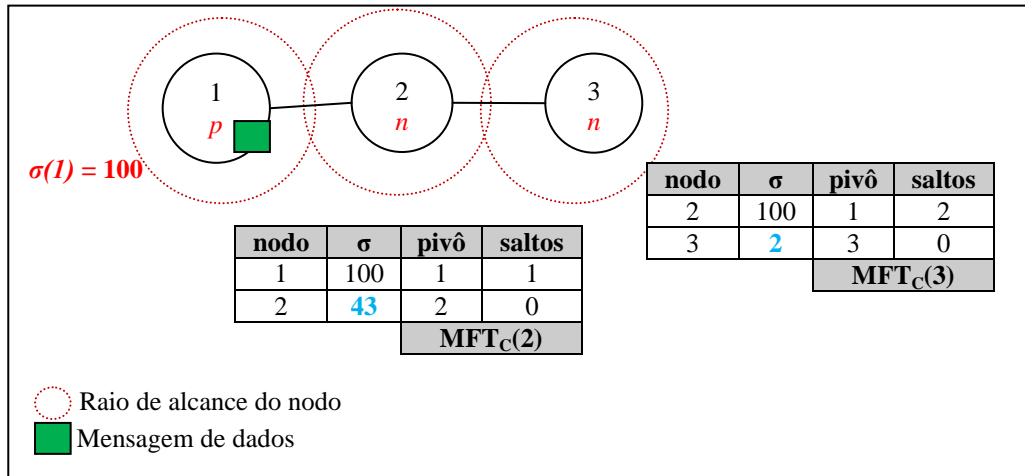 1
p
2
n
3
n
σ(1) = 100
nodo σ pivô saltos
2 100 1 2
3 2 3 0
MFTC(3)
nodo σ pivô saltos
1 100 1 1
2 43 2 0
MFTC(2)
Raio de alcance do nodo
Mensagem de dados